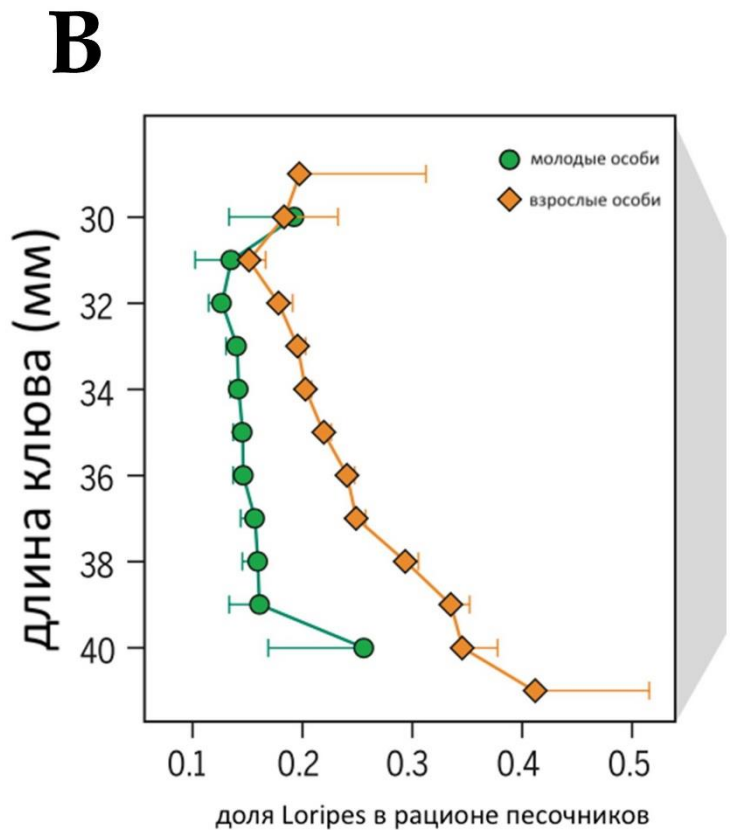 В
молодые особи
взрослые особи
30
32
34
36
38
40
длина клюва (мм)
0.1 0.2 0.3 0.4 0.5
доля Loripes в рационе песочников